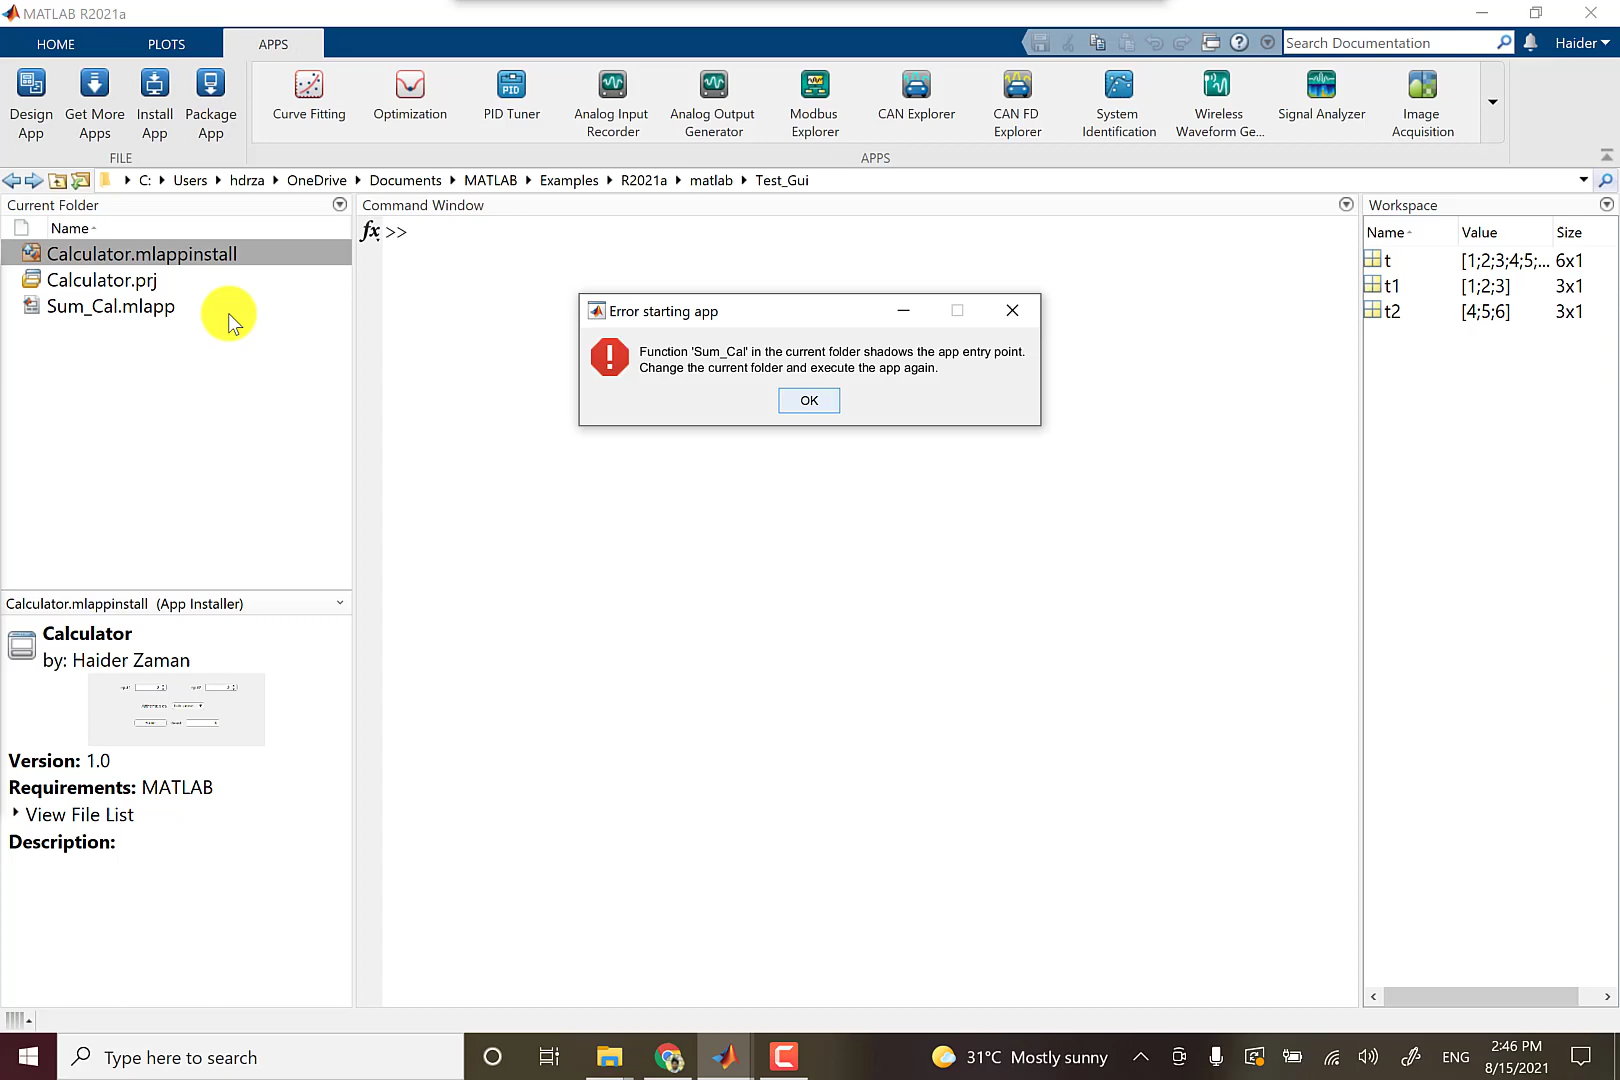 MATLAB R2021a
HOME
PLOTS
APPS
Search Documentation
Haider
Design App
Get More Apps
Install App
Package App
FILE
Curve Fitting
Optimization
PID
PID Tuner
Analog Input Recorder
Analog Output Generator
Modbus Explorer
CAN Explorer
CAN FD Explorer
System Identification
Wireless Waveform Ge...
Signal Analyzer
Image Acquisition
APPS
C: Users hdrza OneDrive Documents MATLAB Examples R2021a matlab Test_Gui
Current Folder
Name
Calculator.mlappinstall
Calculator.prj
Sum_Cal.mlapp
Command Window
fx >>
Error starting app
Function 'Sum_Cal' in the current folder shadows the app entry point.
Change the current folder and execute the app again.
OK
Workspace
Name Value Size
t [1;2;3;4;5;... 6x1
t1 [1;2;3] 3x1
t2 [4;5;6] 3x1
Calculator.mlappinstall (App Installer)
Calculator
by: Haider Zaman
Version: 1.0
Requirements: MATLAB
View File List
Description:
Type here to search
31°C Mostly sunny
ENG
2:46 PM
8/15/2021